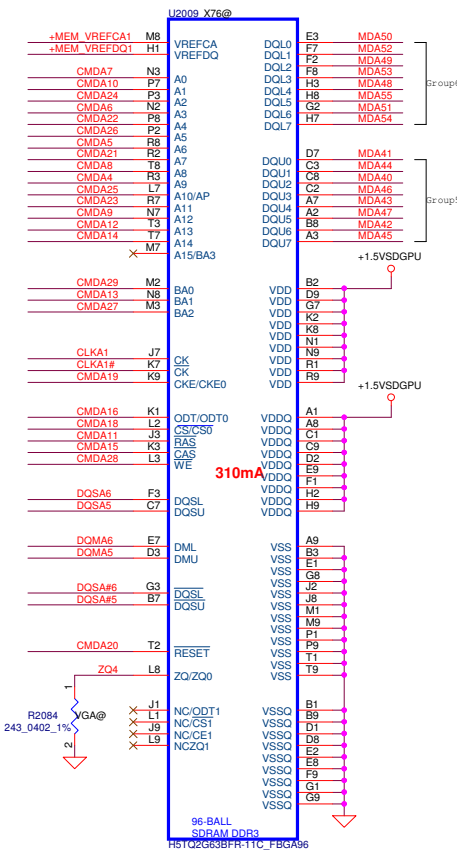 U2009 X76@
+MEM_VREFCA1 M8 VREFCA E3 DQL0 MDA50
+MEM_VREFDQ1 H1 VREFDQ F7 DQL1 MDA52
F2 DQL2 MDA49
CMDA7 N3 A0 F8 DQL3 MDA53
CMDA10 P7 A1 H3 DQL4 MDA48
CMDA24 P3 A2 H8 DQL5 MDA55
CMDA6 N2 A3 G2 DQL6 MDA51
CMDA22 P8 A4 H7 DQL7 MDA54
Group6
CMDA26 P2 A5
CMDA5 R8 A6
CMDA21 R2 A7 D7 DQU0 MDA41
CMDA8 T8 A8 C3 DQU1 MDA44
CMDA4 R3 A9 C8 DQU2 MDA40
CMDA25 L7 A10/AP C2 DQU3 MDA46
CMDA23 R7 A11 A7 DQU4 MDA43
CMDA9 N7 A12 A2 DQU5 MDA47
CMDA12 T3 A13 B8 DQU6 MDA42
CMDA14 T7 A14 A3 DQU7 MDA45
Group5
M7 A15/BA3
+1.5VSDGPU
CMDA29 M2 BA0 B2 VDD
CMDA13 N8 BA1 D9 VDD
CMDA27 M3 BA2 G7 VDD
K2 VDD
K8 VDD
N1 VDD
CLKA1 J7 CK N9 VDD
CLKA1# K7 CK R1 VDD
CMDA19 K9 CKE/CKE0 R9 VDD
+1.5VSDGPU
CMDA16 K1 ODT/ODT0 A1 VDDQ
CMDA18 L2 CS/CS0 A8 VDDQ
CMDA11 J3 RAS C1 VDDQ
CMDA15 K3 CAS C9 VDDQ
CMDA28 L3 WE D2 VDDQ
310mA
E9 VDDQ
F1 VDDQ
DQSA6 F3 DQSL H2 VDDQ
DQSA5 C7 DQSU H9 VDDQ
DQMA6 E7 DML A9 VSS
DQMA5 D3 DMU B3 VSS
E1 VSS
G8 VSS
DQSA#6 G3 DQSL J2 VSS
DQSA#5 B7 DQSU J8 VSS
M1 VSS
M9 VSS
P1 VSS
CMDA20 T2 RESET P9 VSS
T1 VSS
ZQ4 L8 ZQ/ZQ0 T9 VSS
J1 NC/ODT1 B1 VSSQ
L1 NC/CS1 B9 VSSQ
J9 NC/CE1 D1 VSSQ
L9 NCZQ1 D8 VSSQ
E2 VSSQ
E8 VSSQ
F9 VSSQ
G1 VSSQ
G9 VSSQ
1
R2084 VGA@
243_0402_1%
2
96-BALL
SDRAM DDR3
H5TQ2G63BFR-11C_FBGA96